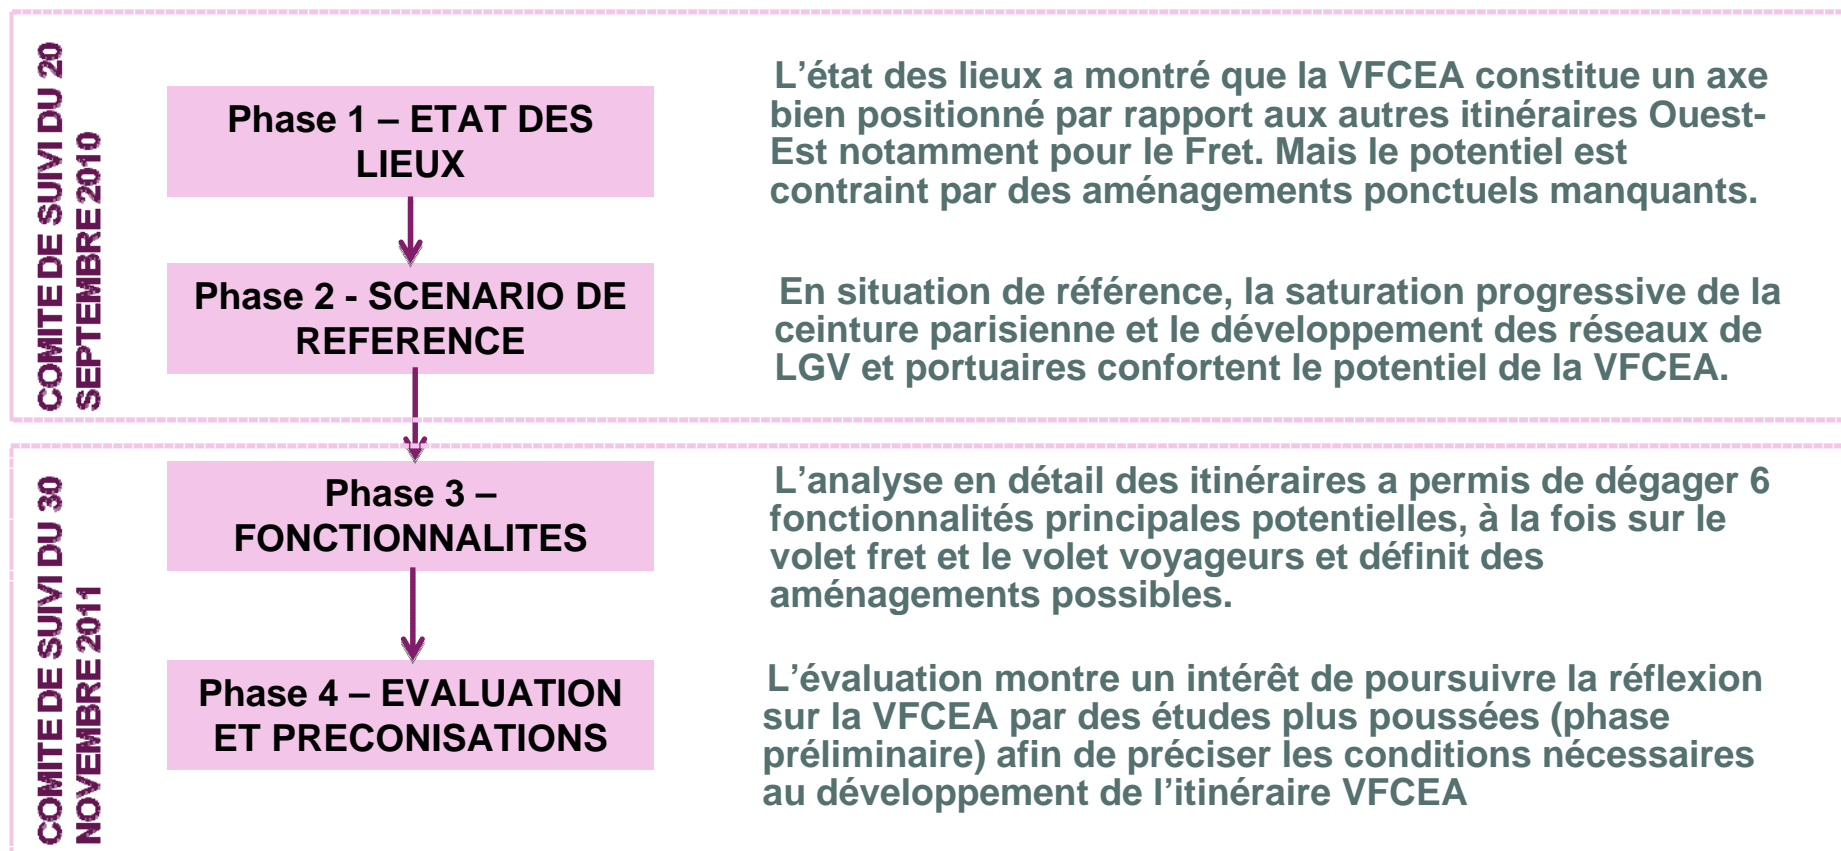 COMITE DE SUIVI DU 20
SEPTEMBRE 2010
Phase 1 – ETAT DES
LIEUX
L’état des lieux a montré que la VFCEA constitue un axe
bien positionné par rapport aux autres itinéraires Ouest-
Est notamment pour le Fret. Mais le potentiel est
contraint par des aménagements ponctuels manquants.
Phase 2 - SCENARIO DE
REFERENCE
En situation de référence, la saturation progressive de la
ceinture parisienne et le développement des réseaux de
LGV et portuaires confortent le potentiel de la VFCEA.
COMITE DE SUIVI DU 30
NOVEMBRE 2011
Phase 3 –
FONCTIONNALITES
L’analyse en détail des itinéraires a permis de dégager 6
fonctionnalités principales potentielles, à la fois sur le
volet fret et le volet voyageurs et définit des
aménagements possibles.
Phase 4 – EVALUATION
ET PRECONISATIONS
L’évaluation montre un intérêt de poursuivre la réflexion
sur la VFCEA par des études plus poussées (phase
préliminaire) afin de préciser les conditions nécessaires
au développement de l’itinéraire VFCEA